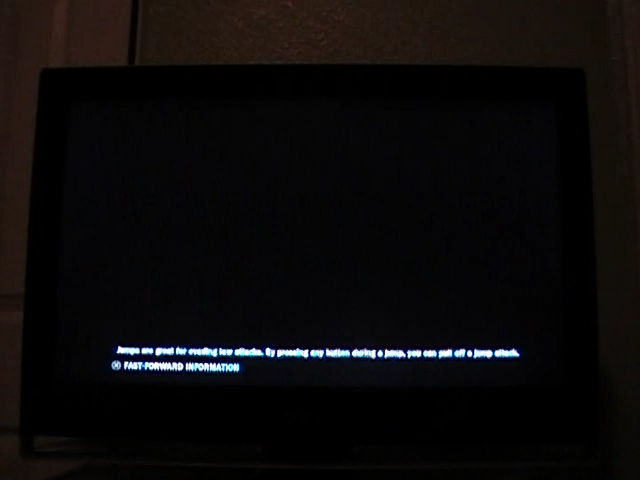 Jumps are great for evading low attacks. By pressing any button during a jump, you can pull off a jump attack.
FAST-FORWARD INFORMATION